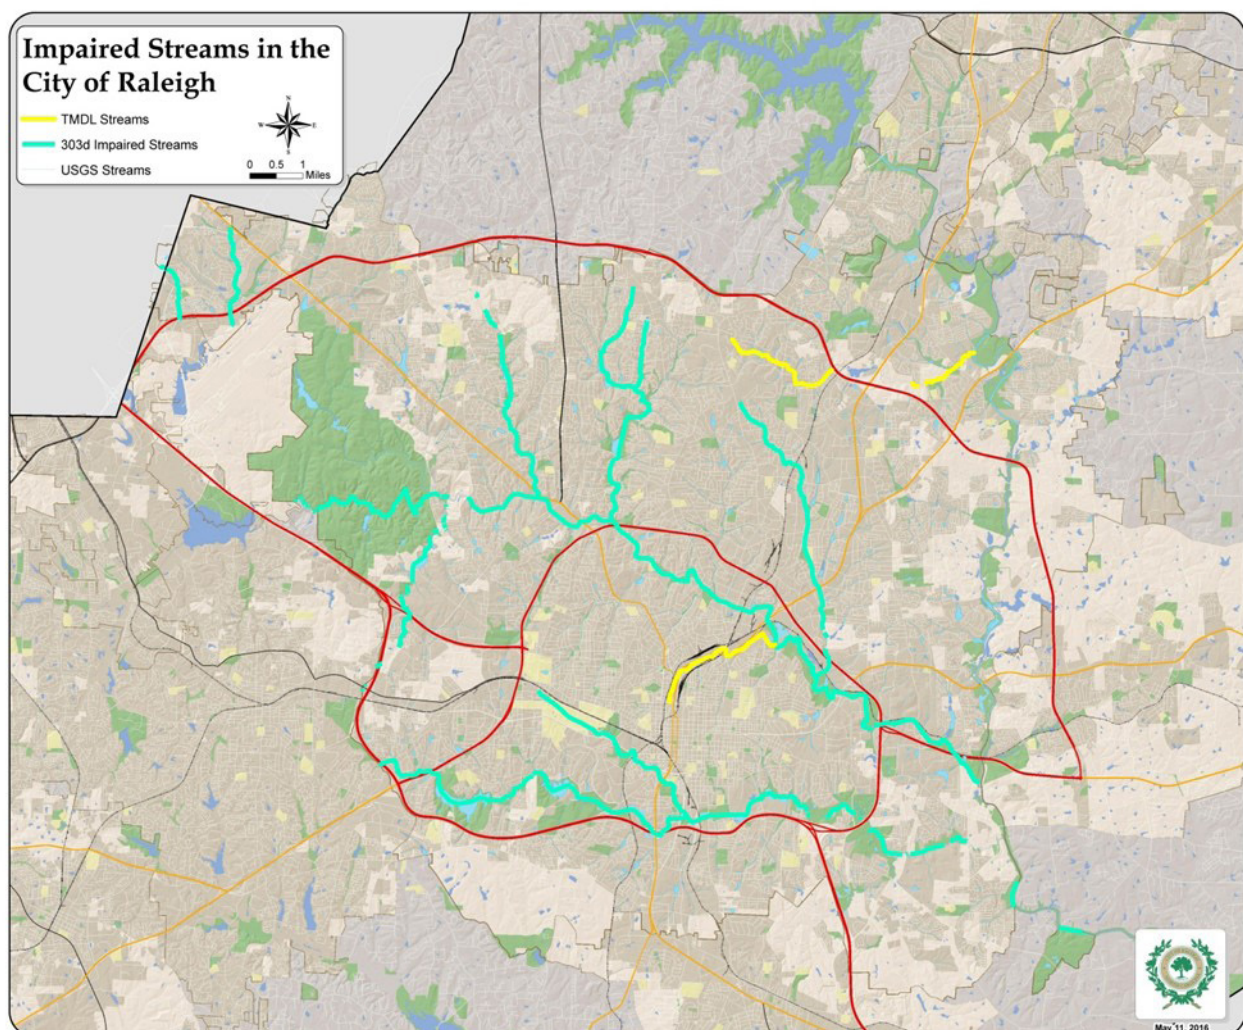 Impaired Streams in the
City of Raleigh
TMDL Streams
303d Impaired Streams
USGS Streams
N
W E
S
0 0.5 1
Miles
May 11, 2016